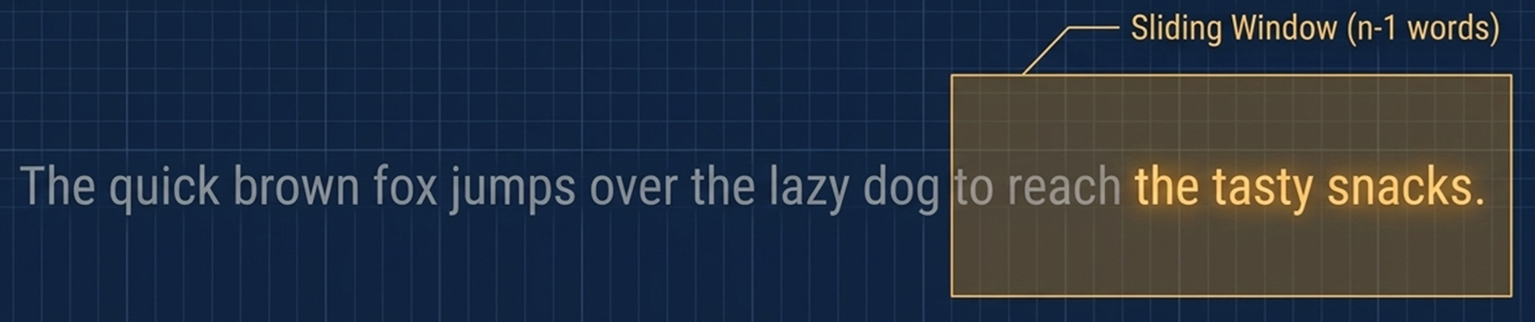 Sliding Window (n-1 words)
The quick brown fox jumps over the lazy dog to reach the tasty snacks.